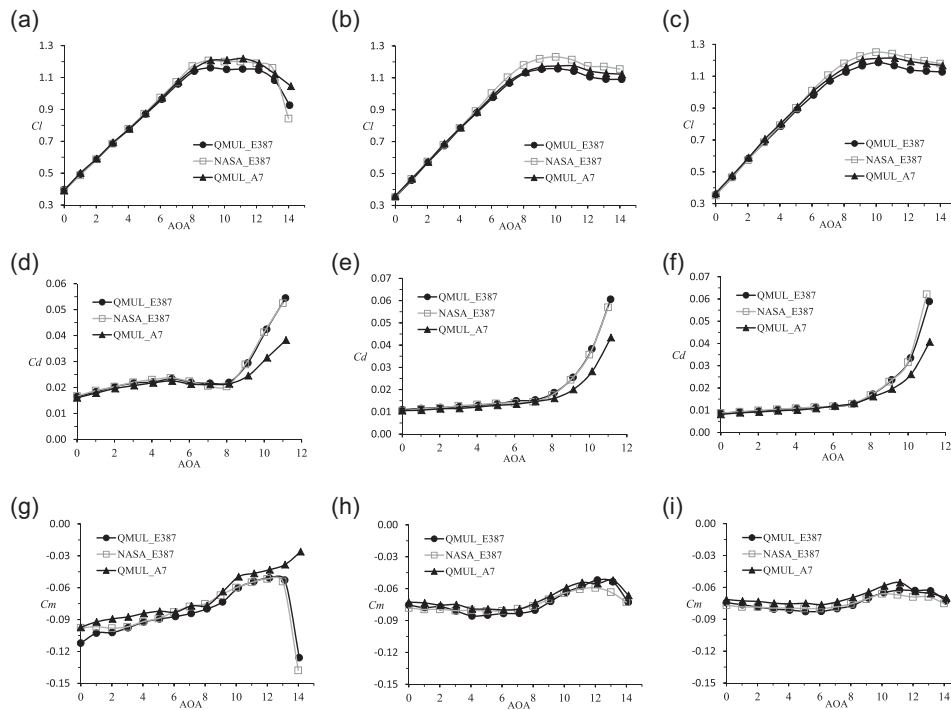 (a)
1.3
1.1
0.9
Cl
0.7
0.5
0.3
QMUL_E387
NASA_E387
QMUL_A7
0 2 4 6 8 10 12 14
AOA
(b)
1.3
1.1
0.9
Cl
0.7
0.5
0.3
QMUL_E387
NASA_E387
QMUL_A7
0 2 4 6 8 10 12 14
AOA
(c)
1.3
1.1
0.9
Cl
0.7
0.5
0.3
QMUL_E387
NASA_E387
QMUL_A7
0 2 4 6 8 10 12 14
AOA
(d)
0.06
0.05
0.04
Cd
0.03
0.02
0.01
0.00
QMUL_E387
NASA_E387
QMUL_A7
0 2 4 6 8 10 12
AOA
(e)
0.07
0.06
0.05
0.04
Cd
0.03
0.02
0.01
0.00
QMUL_E387
NASA_E387
QMUL_A7
0 2 4 6 8 10 12
AOA
(f)
0.07
0.06
0.05
0.04
Cd
0.03
0.02
0.01
0.00
QMUL_E387
NASA_E387
QMUL_A7
0 2 4 6 8 10 12
AOA
(g)
0.00
-0.03
-0.06
Cm
-0.09
-0.12
-0.15
QMUL_E387
NASA_E387
QMUL_A7
0 2 4 6 8 10 12 14
AOA
(h)
0.00
-0.03
-0.06
Cm
-0.09
-0.12
-0.15
QMUL_E387
NASA_E387
QMUL_A7
0 2 4 6 8 10 12 14
AOA
(i)
0.00
-0.03
-0.06
Cm
-0.09
-0.12
-0.15
QMUL_E387
NASA_E387
QMUL_A7
0 2 4 6 8 10 12 14
AOA